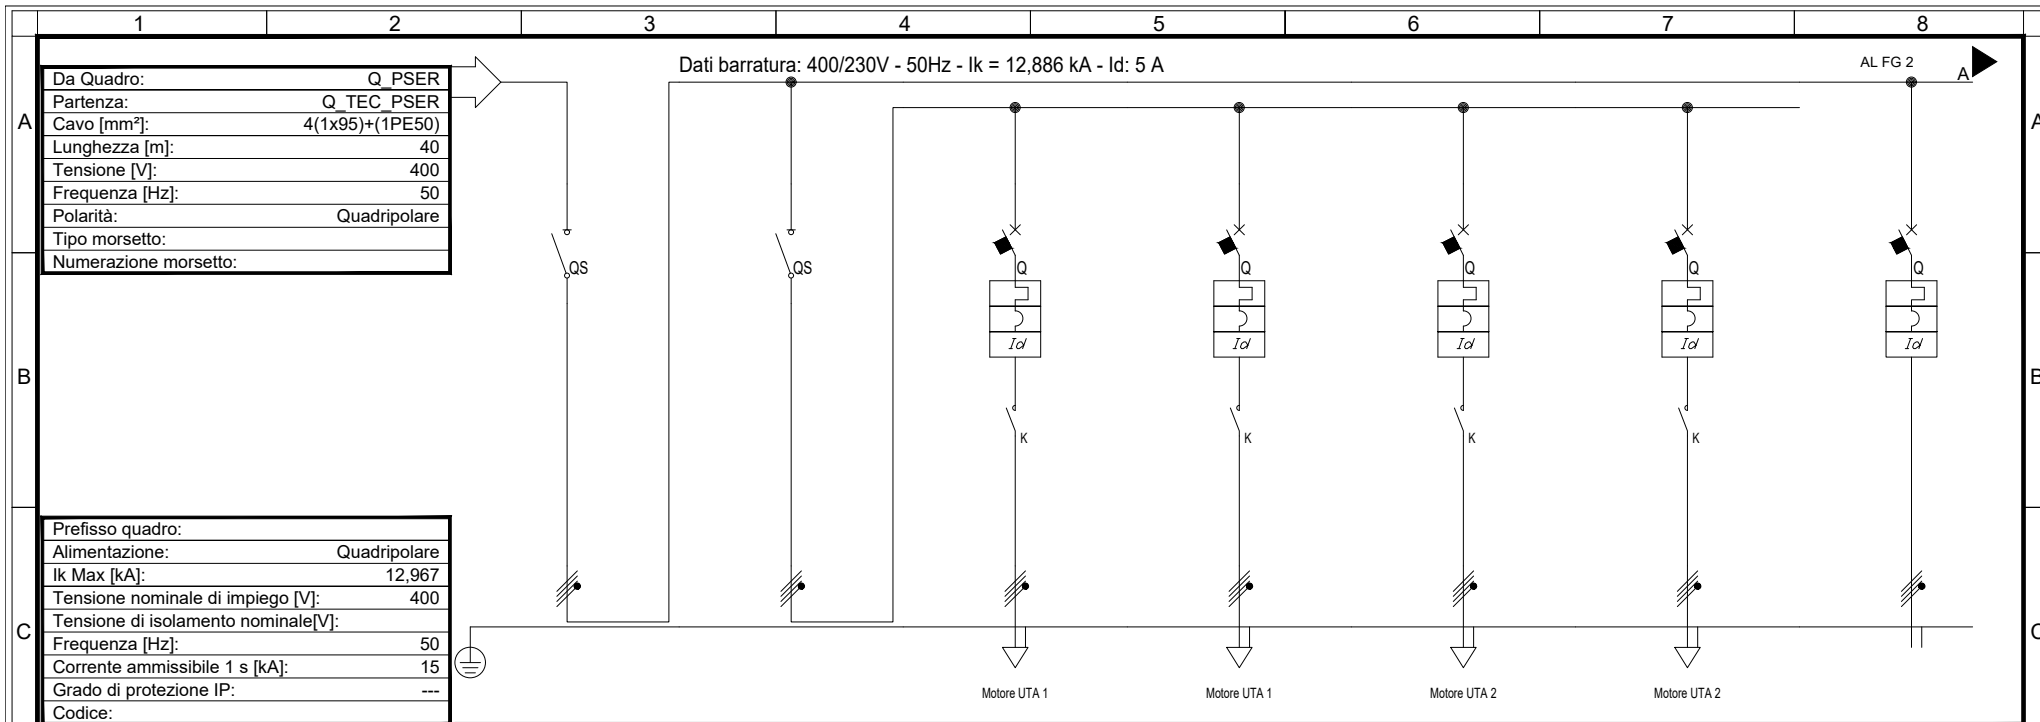 1 2 3 4 5 6 7 8
Dati barratura: 400/230V - 50Hz - Ik = 12,886 kA - Id: 5 A
AL FG 2
A
Da Quadro: Q_PSER
Partenza: Q_TEC_PSER
A A
Cavo [mm²]: 4(1x95)+(1PE50)
Lunghezza [m]: 40
Tensione [V]: 400
Frequenza [Hz]: 50
Polarità: Quadripolare
Tipo morsetto:
Numerazione morsetto:
QS QS Q Q Q Q Q
Id Id Id Id Id
B B
K K K K
Prefisso quadro:
Alimentazione: Quadripolare
Ik Max [kA]: 12,967
Tensione nominale di impiego [V]: 400
Tensione di isolamento nominale[V]:
C C
Frequenza [Hz]: 50
Corrente ammissibile 1 s [kA]: 15
Grado di protezione IP: ---
Motore UTA 1 Motore UTA 1 Motore UTA 2 Motore UTA 2
Codice: